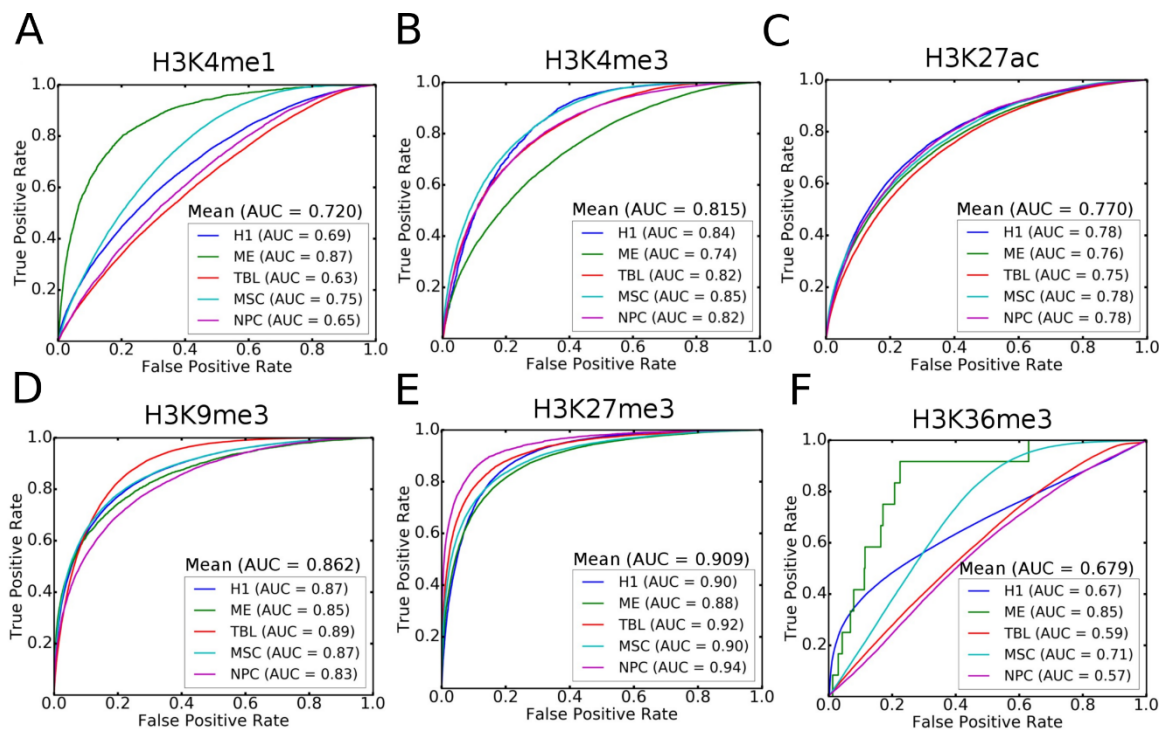 A
H3K4me1
True Positive Rate
1.0
0.8
0.6
0.4
0.2
Mean (AUC = 0.720)
H1 (AUC = 0.69)
ME (AUC = 0.87)
TBL (AUC = 0.63)
MSC (AUC = 0.75)
NPC (AUC = 0.65)
0.0 0.2 0.4 0.6 0.8 1.0
False Positive Rate
B
H3K4me3
True Positive Rate
1.0
0.8
0.6
0.4
0.2
Mean (AUC = 0.815)
H1 (AUC = 0.84)
ME (AUC = 0.74)
TBL (AUC = 0.82)
MSC (AUC = 0.85)
NPC (AUC = 0.82)
0.0 0.2 0.4 0.6 0.8 1.0
False Positive Rate
C
H3K27ac
True Positive Rate
1.0
0.8
0.6
0.4
0.2
Mean (AUC = 0.770)
H1 (AUC = 0.78)
ME (AUC = 0.76)
TBL (AUC = 0.75)
MSC (AUC = 0.78)
NPC (AUC = 0.78)
0.0 0.2 0.4 0.6 0.8 1.0
False Positive Rate
D
H3K9me3
True Positive Rate
1.0
0.8
0.6
0.4
0.2
Mean (AUC = 0.862)
H1 (AUC = 0.87)
ME (AUC = 0.85)
TBL (AUC = 0.89)
MSC (AUC = 0.87)
NPC (AUC = 0.83)
0.0 0.2 0.4 0.6 0.8 1.0
False Positive Rate
E
H3K27me3
True Positive Rate
1.0
0.8
0.6
0.4
0.2
Mean (AUC = 0.909)
H1 (AUC = 0.90)
ME (AUC = 0.88)
TBL (AUC = 0.92)
MSC (AUC = 0.90)
NPC (AUC = 0.94)
0.0 0.2 0.4 0.6 0.8 1.0
False Positive Rate
F
H3K36me3
True Positive Rate
1.0
0.8
0.6
0.4
0.2
Mean (AUC = 0.679)
H1 (AUC = 0.67)
ME (AUC = 0.85)
TBL (AUC = 0.59)
MSC (AUC = 0.71)
NPC (AUC = 0.57)
0.0 0.2 0.4 0.6 0.8 1.0
False Positive Rate